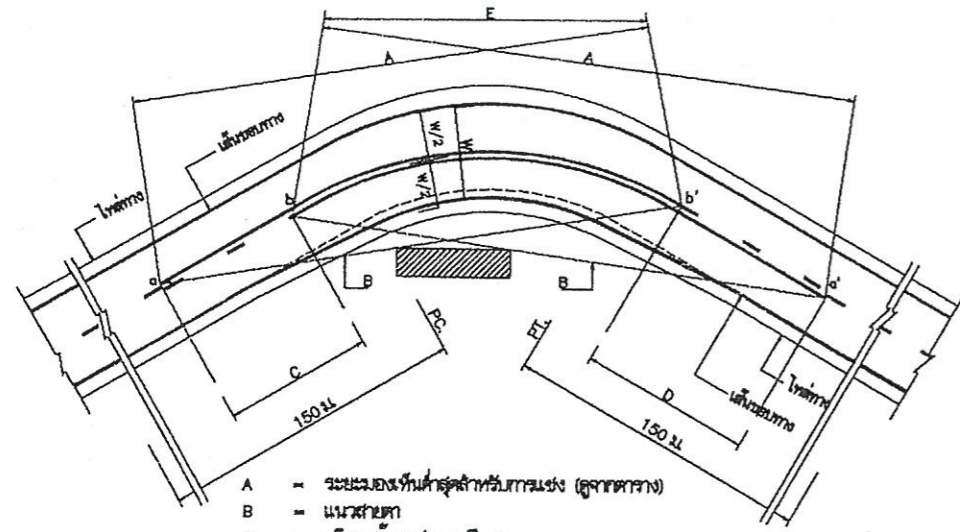 E
A
A
เส้นขอบทาง
ไหล่ทาง
W/2
W
W/2
b
b'
a
a'
B
B
P.C.
P.T.
C
D
150 ม.
150 ม.
ไหล่ทาง
เส้นขอบทาง
A = ระยะมองเห็นต่ำสุดสำหรับการแซง (ดูจากตาราง)
B = แนวสายตา